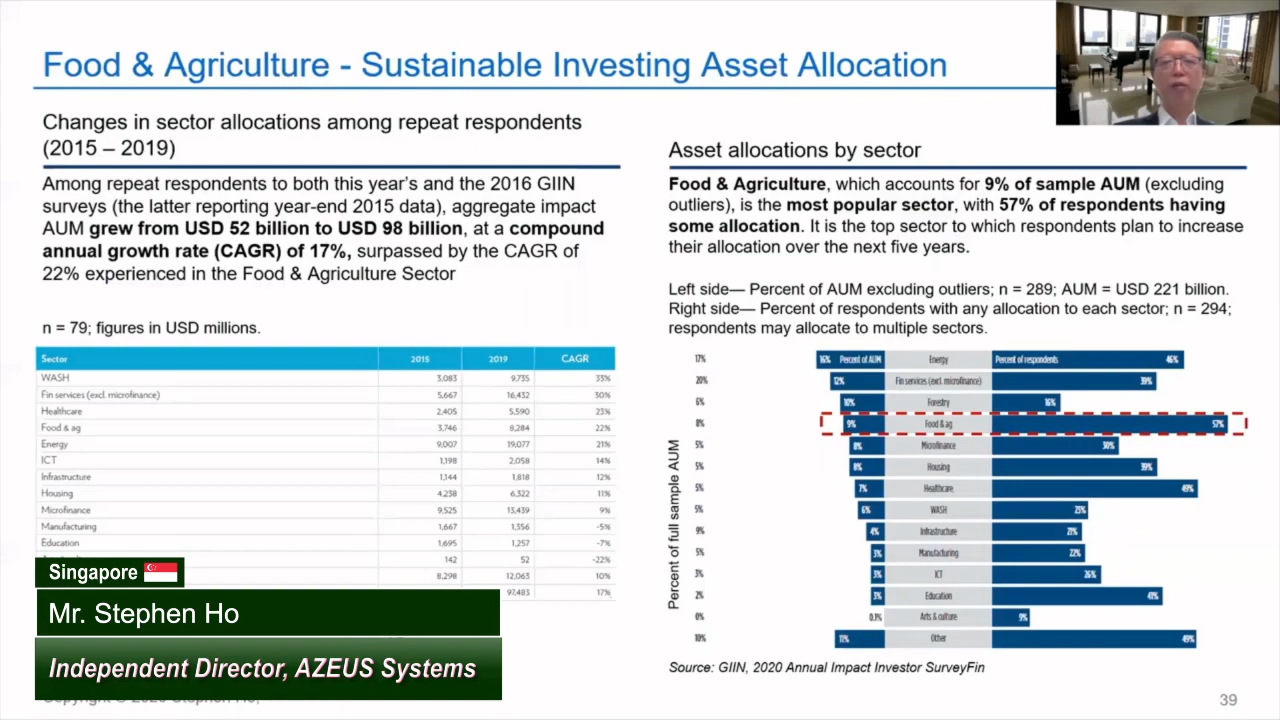 Food & Agriculture - Sustainable Investing Asset Allocation
Changes in sector allocations among repeat respondents
(2015 – 2019)
Among repeat respondents to both this year's and the 2016 GIIN
surveys (the latter reporting year-end 2015 data), aggregate impact
AUM grew from USD 52 billion to USD 98 billion, at a compound
annual growth rate (CAGR) of 17%, surpassed by the CAGR of
22% experienced in the Food & Agriculture Sector
n = 79; figures in USD millions.
Sector 2015 2019 CAGR
WASH 3,083 9,735 33%
Fin services (excl. microfinance) 5,667 16,432 30%
Healthcare 2,405 5,590 23%
Food & ag 3,746 8,284 22%
Energy 9,007 19,077 21%
ICT 1,198 2,058 14%
Infrastructure 1,144 1,818 12%
Housing 4,238 6,322 11%
Microfinance 9,525 13,439 9%
Manufacturing 1,667 1,356 -5%
Education 1,695 1,257 -7%
142 52 -22%
8,298 12,063 10%
97,483 17%
Singapore
Mr. Stephen Ho
Independent Director, AZEUS Systems
Asset allocations by sector
Food & Agriculture, which accounts for 9% of sample AUM (excluding
outliers), is the most popular sector, with 57% of respondents having
some allocation. It is the top sector to which respondents plan to increase
their allocation over the next five years.
Left side— Percent of AUM excluding outliers; n = 289; AUM = USD 221 billion.
Right side— Percent of respondents with any allocation to each sector; n = 294;
respondents may allocate to multiple sectors.
Percent of full sample AUM
17% 16% Percent of AUM Energy Percent of respondents 46%
20% 12% Fin services (excl. microfinance) 39%
6% 10% Forestry 16%
8% 9% Food & ag 57%
5% 8% Microfinance 30%
5% 8% Housing 39%
5% 7% Healthcare 49%
5% 6% WASH 25%
9% 4% Infrastructure 21%
5% 3% Manufacturing 22%
3% 3% ICT 26%
2% 3% Education 41%
0% 0.1% Arts & culture 9%
10% 11% Other 49%
Source: GIIN, 2020 Annual Impact Investor SurveyFin
39